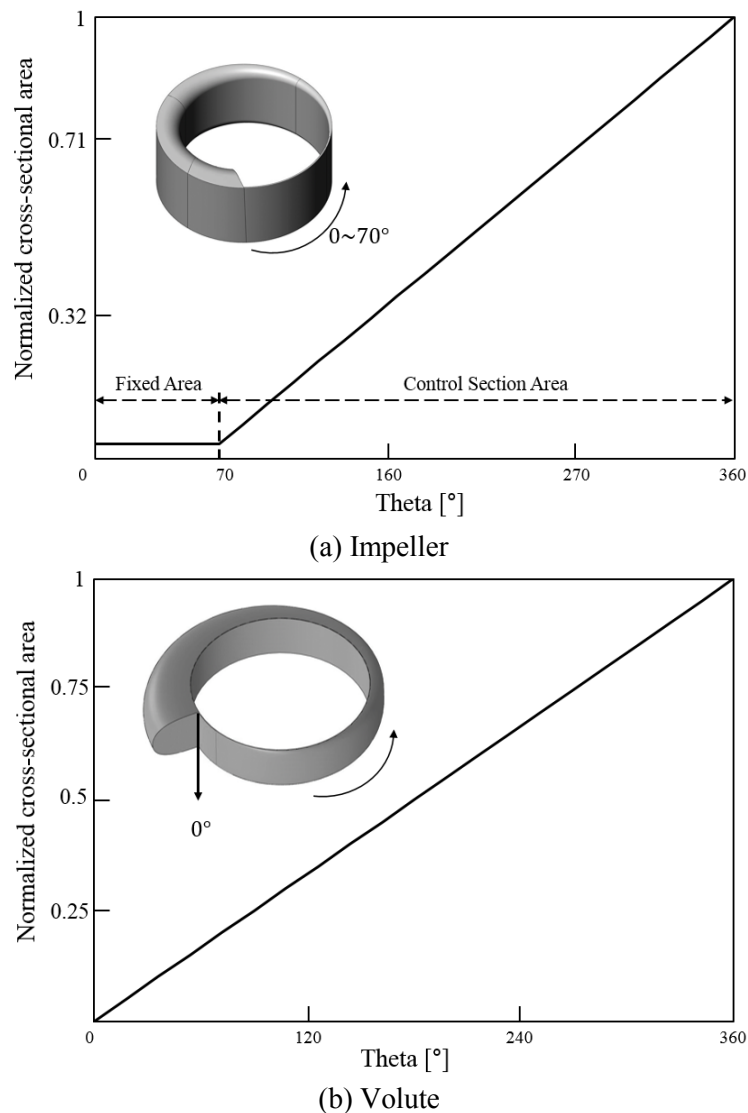 1
0.71
0.32
Normalized cross-sectional area
0~70°
Fixed Area
Control Section Area
0
70
160
270
360
Theta [°]
(a) Impeller
1
0.75
0.5
0.25
Normalized cross-sectional area
0°
0
120
240
360
Theta [°]
(b) Volute